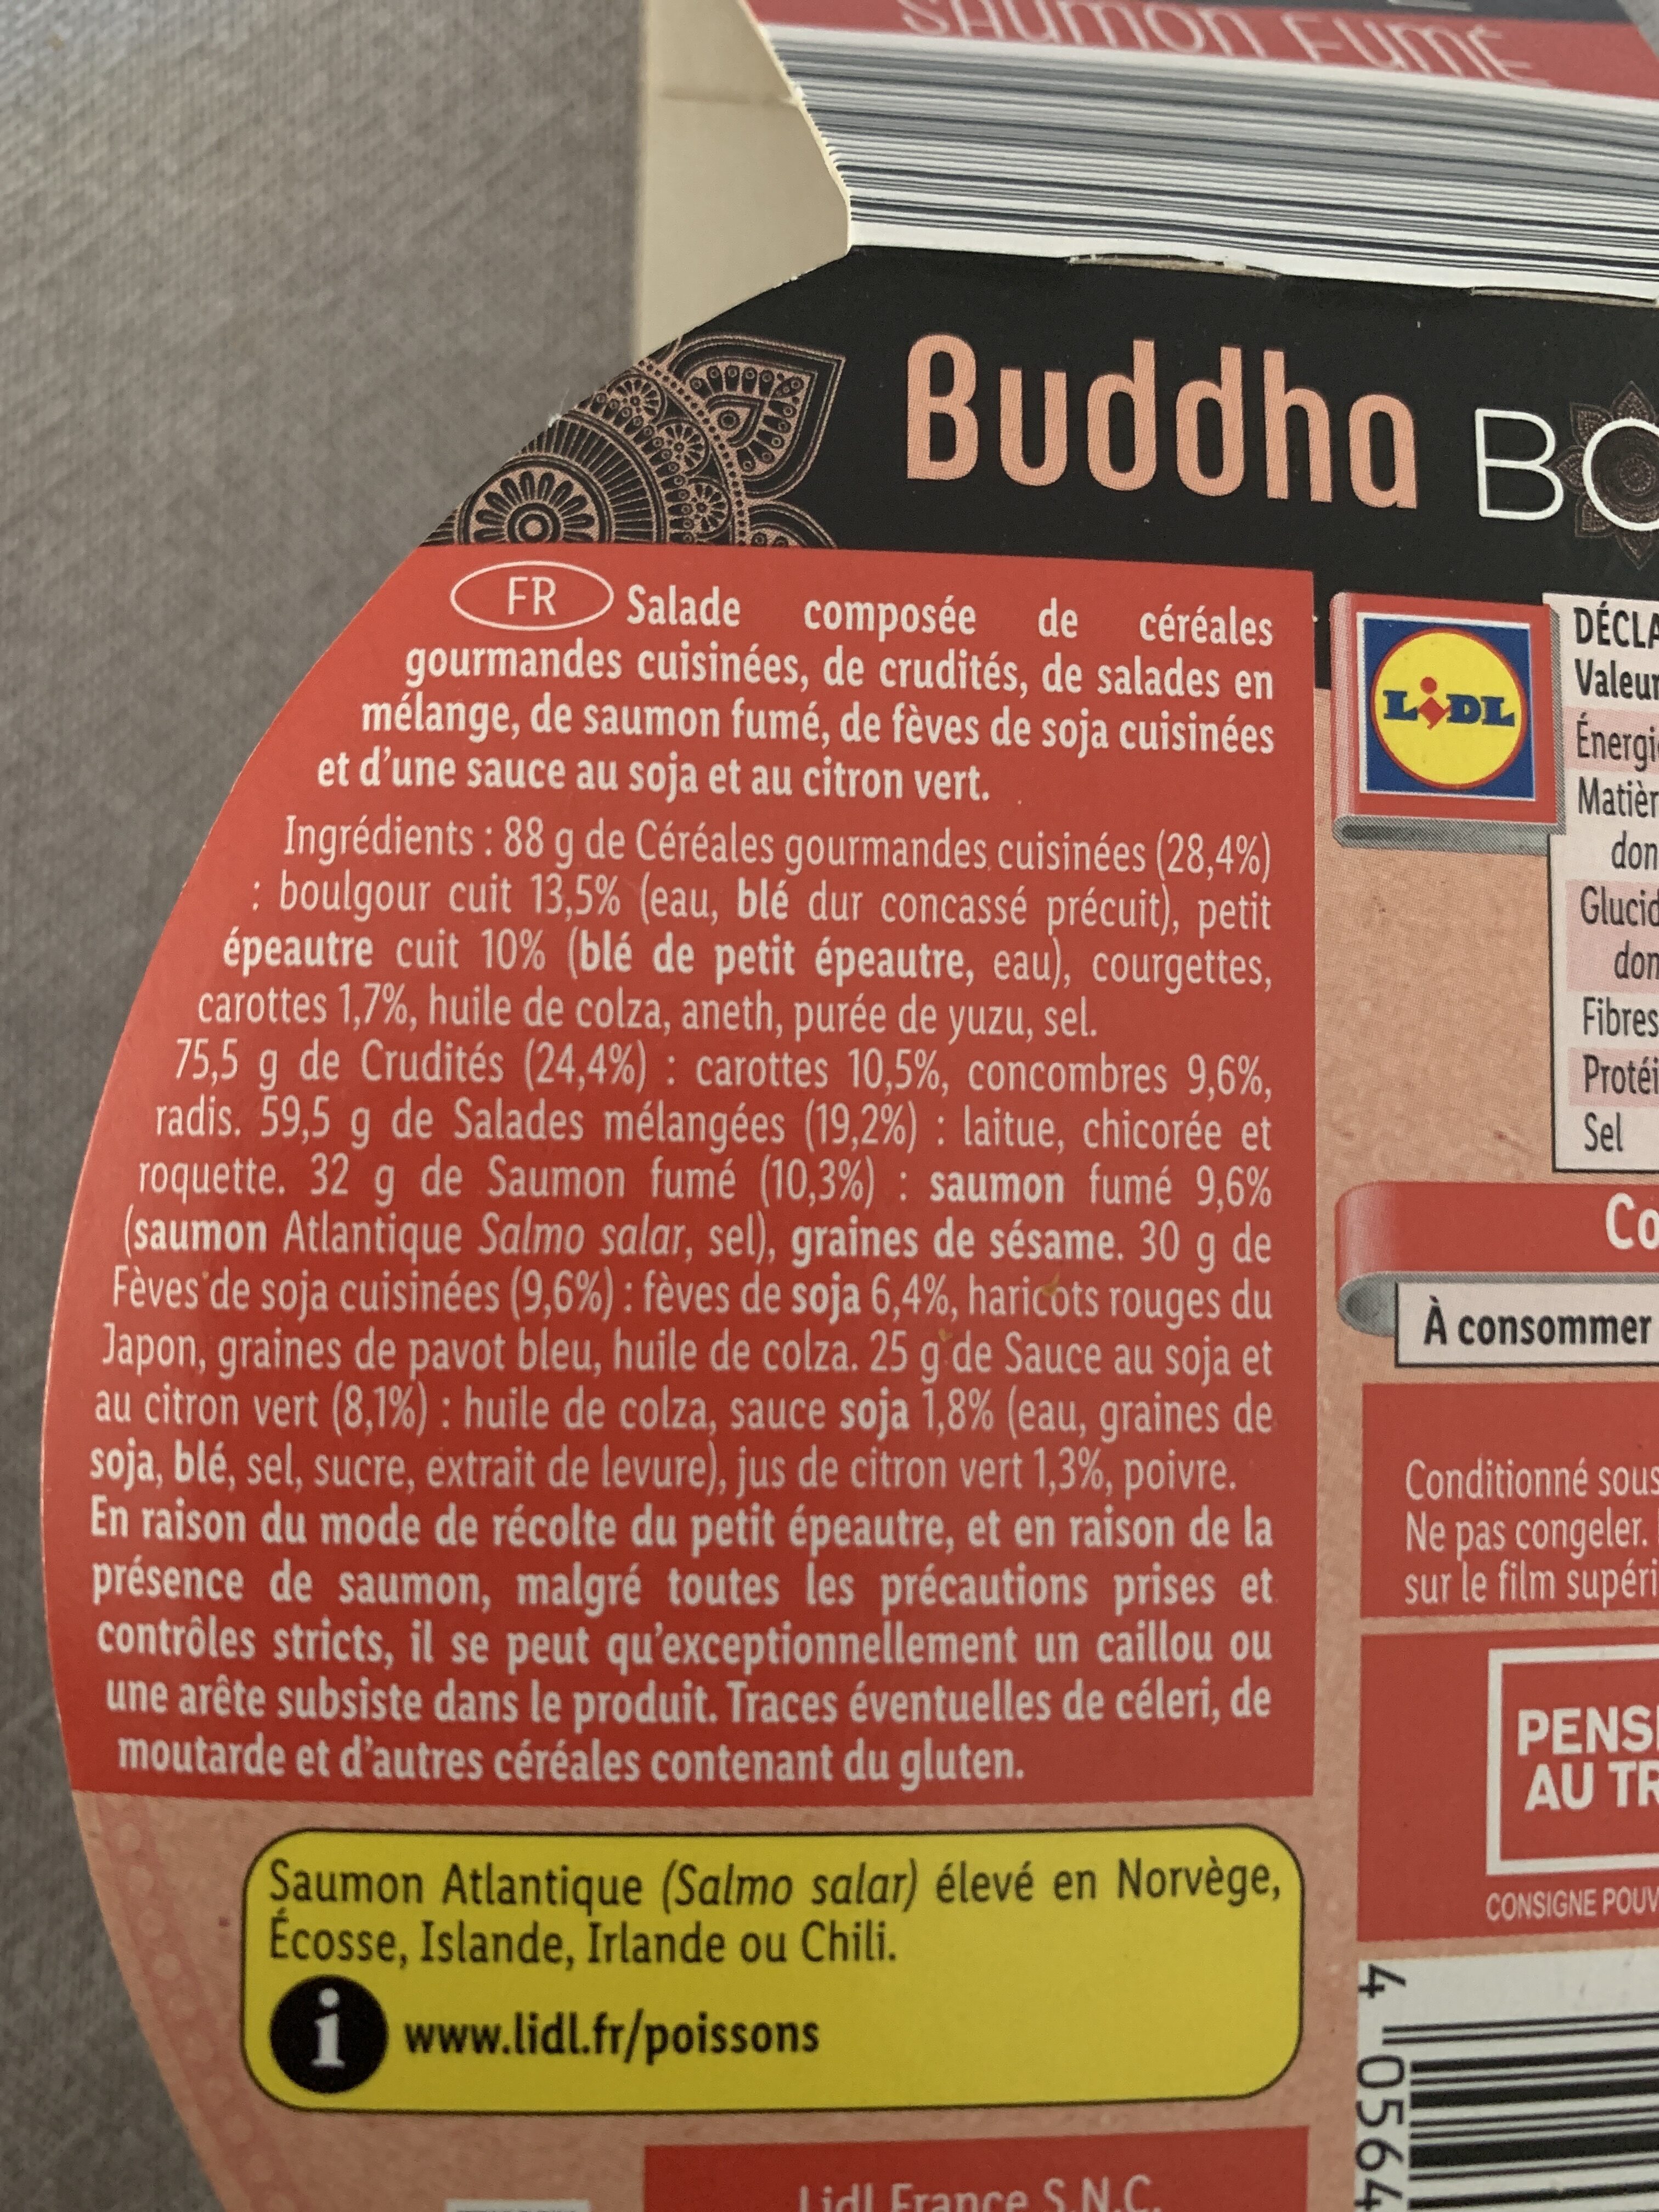 SAUMON FUMÉ
Buddha
FR Salade composée de céréales
gourmandes cuisinées, de crudités, de salades en
mélange, de saumon fumé, de fèves de soja cuisinées
et d'une sauce au soja et au citron vert.
Ingrédients : 88 g de Céréales gourmandes cuisinées (28,4%)
: boulgour cuit 13,5% (eau, blé dur concassé précuit), petit
épeautre cuit 10% (blé de petit épeautre, eau), courgettes,
carottes 1,7%, huile de colza, aneth, purée de yuzu, sel.
75,5 g de Crudités (24,4%) : carottes 10,5%, concombres 9,6%,
radis. 59,5 g de Salades mélangées (19,2%) : laitue, chicorée et
roquette. 32 g de Saumon fumé (10,3%) : saumon fumé 9,6%
(saumon Atlantique Salmo salar, sel), graines de sésame. 30 g de
Fèves de soja cuisinées (9,6%) : fèves de soja 6,4%, haricots rouges du
Japon, graines de pavot bleu, huile de colza. 25 g de Sauce au soja et
au citron vert (8,1%) : huile de colza, sauce soja 1,8% (eau, graines de
soja, blé, sel, sucre, extrait de levure), jus de citron vert 1,3%, poivre.
En raison du mode de récolte du petit épeautre, et en raison de la
présence de saumon, malgré toutes les précautions prises et
contrôles stricts, il se peut qu'exceptionnellement un caillou ou
une arête subsiste dans le produit. Traces éventuelles de céleri, de
moutarde et d'autres céréales contenant du gluten.
Saumon Atlantique (Salmo salar) élevé en Norvège,
Écosse, Islande, Irlande ou Chili.
i www.lidl.fr/poissons
Lidl France S.N.C.
LIDL
Fibres
Sel
À consommer
Conditionné sous
Ne pas congeler.
sur le film
AU
CONSIGNE
4 0564